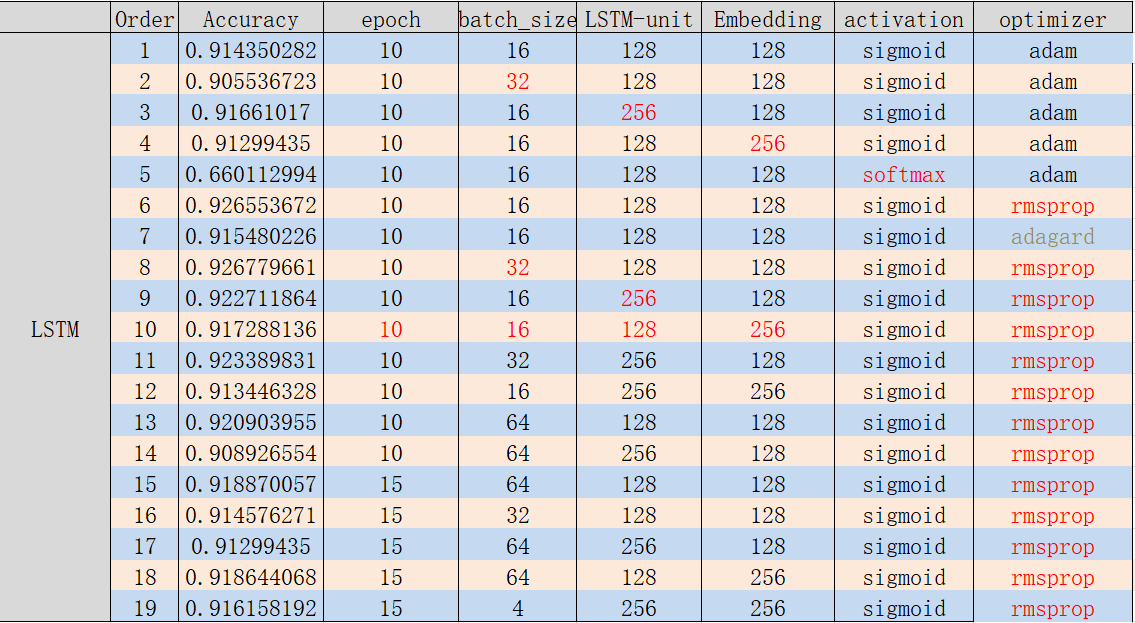 Order Accuracy epoch batch_size LSTM-unit Embedding activation optimizer
1 0.914350282 10 16 128 128 sigmoid adam
2 0.905536723 10 32 128 128 sigmoid adam
3 0.91661017 10 16 256 128 sigmoid adam
4 0.91299435 10 16 128 256 sigmoid adam
5 0.660112994 10 16 128 128 softmax adam
6 0.926553672 10 16 128 128 sigmoid rmsprop
7 0.915480226 10 16 128 128 sigmoid adagard
8 0.926779661 10 32 128 128 sigmoid rmsprop
9 0.922711864 10 16 256 128 sigmoid rmsprop
LSTM 10 0.917288136 10 16 128 256 sigmoid rmsprop
11 0.923389831 10 32 256 128 sigmoid rmsprop
12 0.913446328 10 16 256 256 sigmoid rmsprop
13 0.920903955 10 64 128 128 sigmoid rmsprop
14 0.908926554 10 64 256 128 sigmoid rmsprop
15 0.918870057 15 64 128 128 sigmoid rmsprop
16 0.914576271 15 32 128 128 sigmoid rmsprop
17 0.91299435 15 64 256 128 sigmoid rmsprop
18 0.918644068 15 64 128 256 sigmoid rmsprop
19 0.916158192 15 4 256 256 sigmoid rmsprop